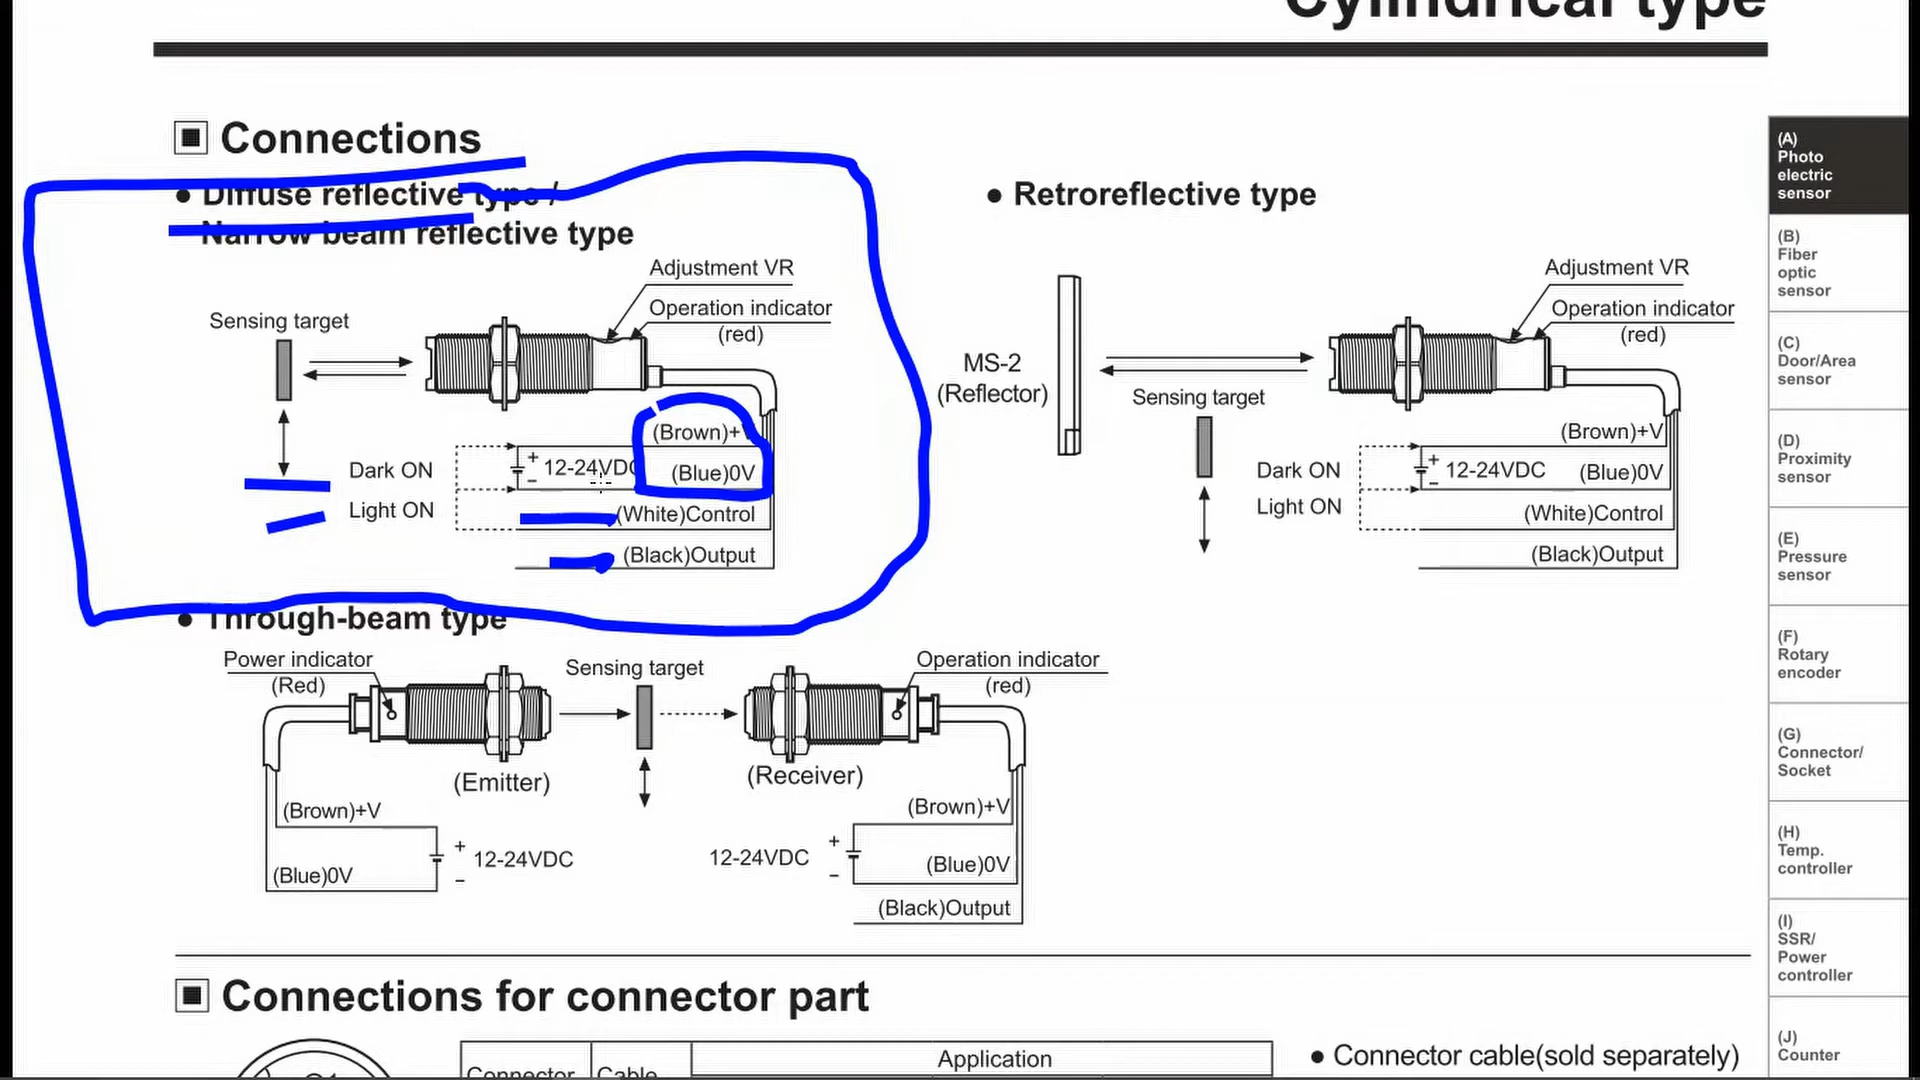 Cylindrical type
Connections
● Diffuse reflective type /
Narrow beam reflective type
Adjustment VR
Operation indicator
(red)
Sensing target
(Brown)+V
Dark ON
+ 12-24VDC
(Blue)0V
−
Light ON
(White)Control
(Black)Output
● Retroreflective type
Adjustment VR
Operation indicator
(red)
MS-2
(Reflector)
Sensing target
(Brown)+V
Dark ON
+ 12-24VDC (Blue)0V
−
Light ON
(White)Control
(Black)Output
● Through-beam type
Power indicator
(Red)
Sensing target
Operation indicator
(red)
(Emitter)
(Receiver)
(Brown)+V
+
12-24VDC
−
(Blue)0V
(Brown)+V
12-24VDC
+
−
(Blue)0V
(Black)Output
Connections for connector part
Connector
Cable
Application
● Connector cable(sold separately)
(A)
Photo
electric
sensor
(B)
Fiber
optic
sensor
(C)
Door/Area
sensor
(D)
Proximity
sensor
(E)
Pressure
sensor
(F)
Rotary
encoder
(G)
Connector/
Socket
(H)
Temp.
controller
(I)
SSR/
Power
controller
(J)
Counter